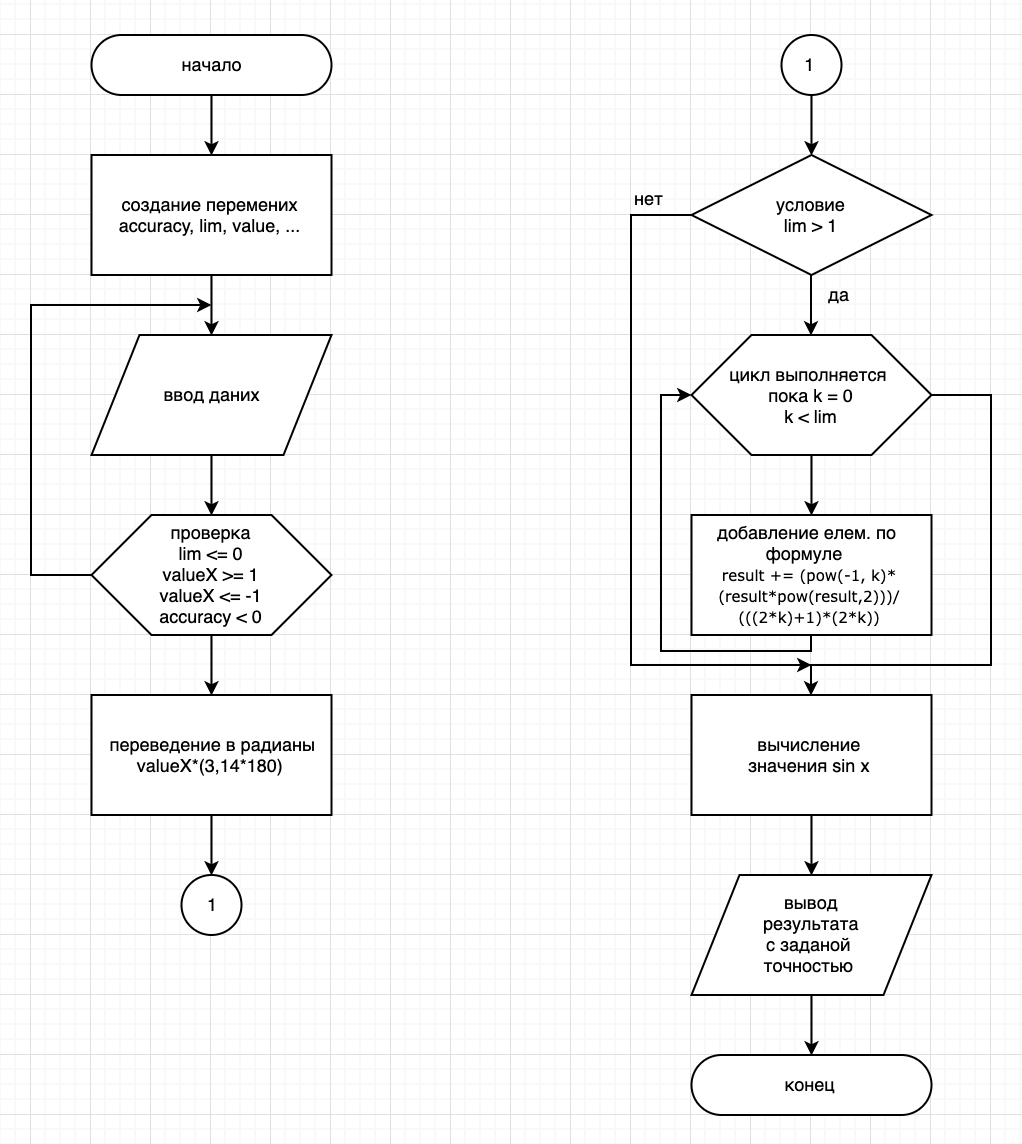 начало
создание перемених
accuracy, lim, value, ...
ввод даних
проверка
lim <= 0
valueX >= 1
valueX <= -1
accuracy < 0
переведение в радианы
valueX*(3,14*180)
1
1
условие
lim > 1
нет
да
цикл выполняется
пока k = 0
k < lim
добавление елем. по
формуле
result += (pow(-1, k)*
(result*pow(result,2)))/
(((2*k)+1)*(2*k))
вычисление
значения sin x
вывод
результата
с заданой
точностью
конец